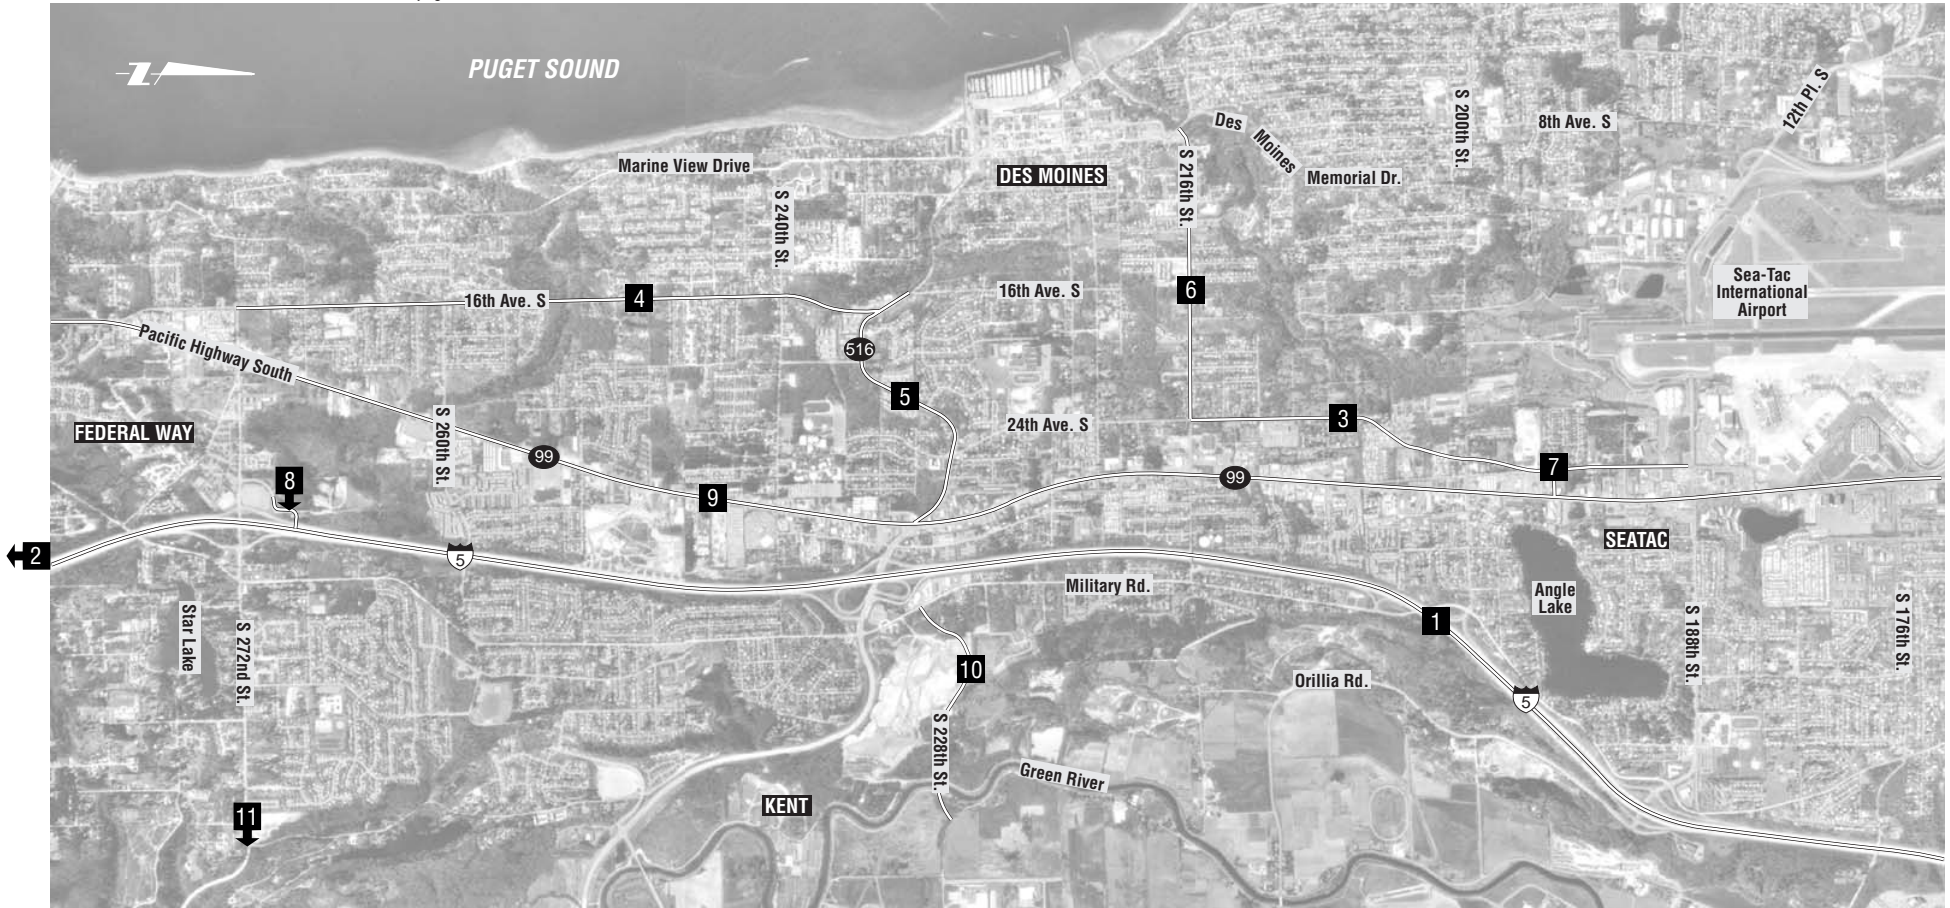 PUGET SOUND
12th Pl. S
S 200th St.
8th Ave. S
Des Moines Memorial Dr.
Marine View Drive
DES MOINES
S 216th St.
S 240th St.
Sea-Tac
International
Airport
16th Ave. S
4
16th Ave. S
6
Pacific Highway South
516
5
3
24th Ave. S
FEDERAL WAY
S 260th St.
99
7
8
99
9
SEATAC
2
5
Military Rd.
Angle
Lake
1
Star Lake
S 272nd St.
S 188th St.
S 176th St.
10
Orillia Rd.
5
S 228th St.
Green River
KENT
11